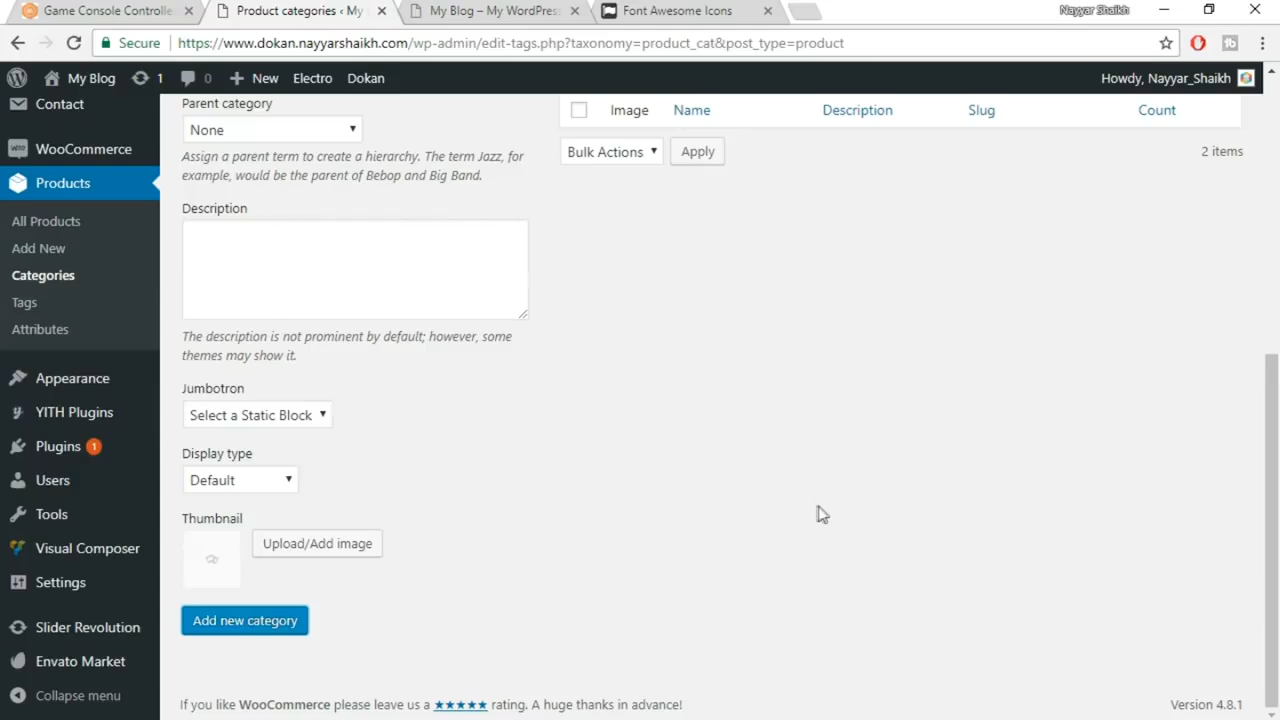 Game Console Controlle
Product categories ‹ My
My Blog – My WordPress
Font Awesome Icons
Nayyar Shaikh
Secure
https://www.dokan.nayyarshaikh.com/wp-admin/edit-tags.php?taxonomy=product_cat&post_type=product
My Blog
1
0
New
Electro
Dokan
Howdy, Nayyar_Shaikh
Contact
WooCommerce
Products
All Products
Add New
Categories
Tags
Attributes
Appearance
YITH Plugins
Plugins 1
Users
Tools
Visual Composer
Settings
Slider Revolution
Envato Market
Collapse menu
Parent category
None
Assign a parent term to create a hierarchy. The term Jazz, for
example, would be the parent of Bebop and Big Band.
Description
The description is not prominent by default; however, some
themes may show it.
Jumbotron
Select a Static Block
Display type
Default
Thumbnail
Upload/Add image
Add new category
Image Name Description Slug Count
Bulk Actions Apply 2 items
If you like WooCommerce please leave us a ★★★★★ rating. A huge thanks in advance!
Version 4.8.1